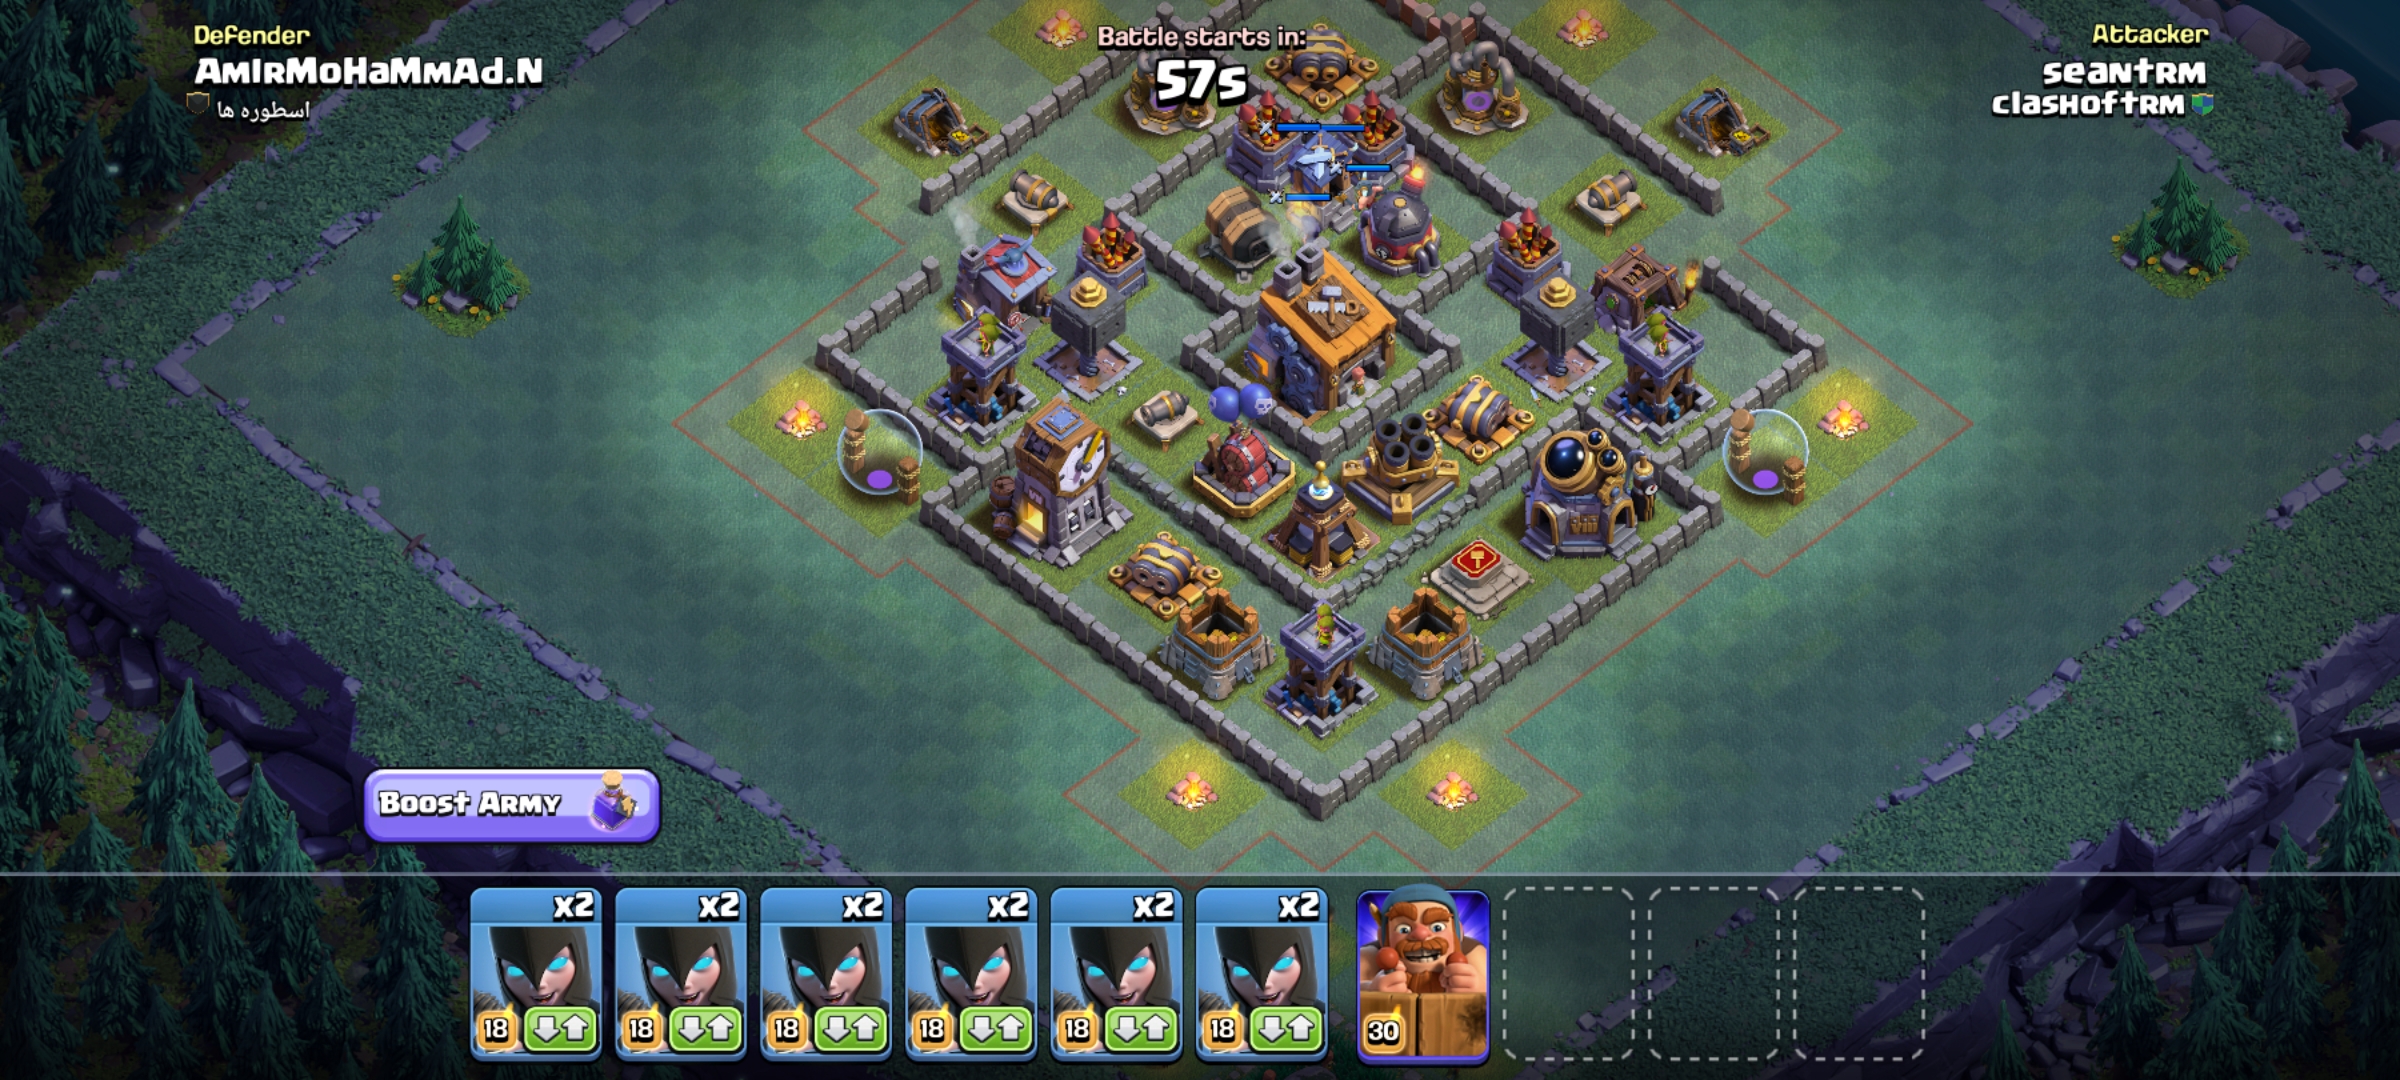 Defender
AmIRMoHaMmAd.N
اسطوره ها
Battle starts in:
57s
Attacker
seantRM
clashoftRM
Boost Army
x2
x2
x2
x2
x2
x2
18
18
18
18
18
18
30